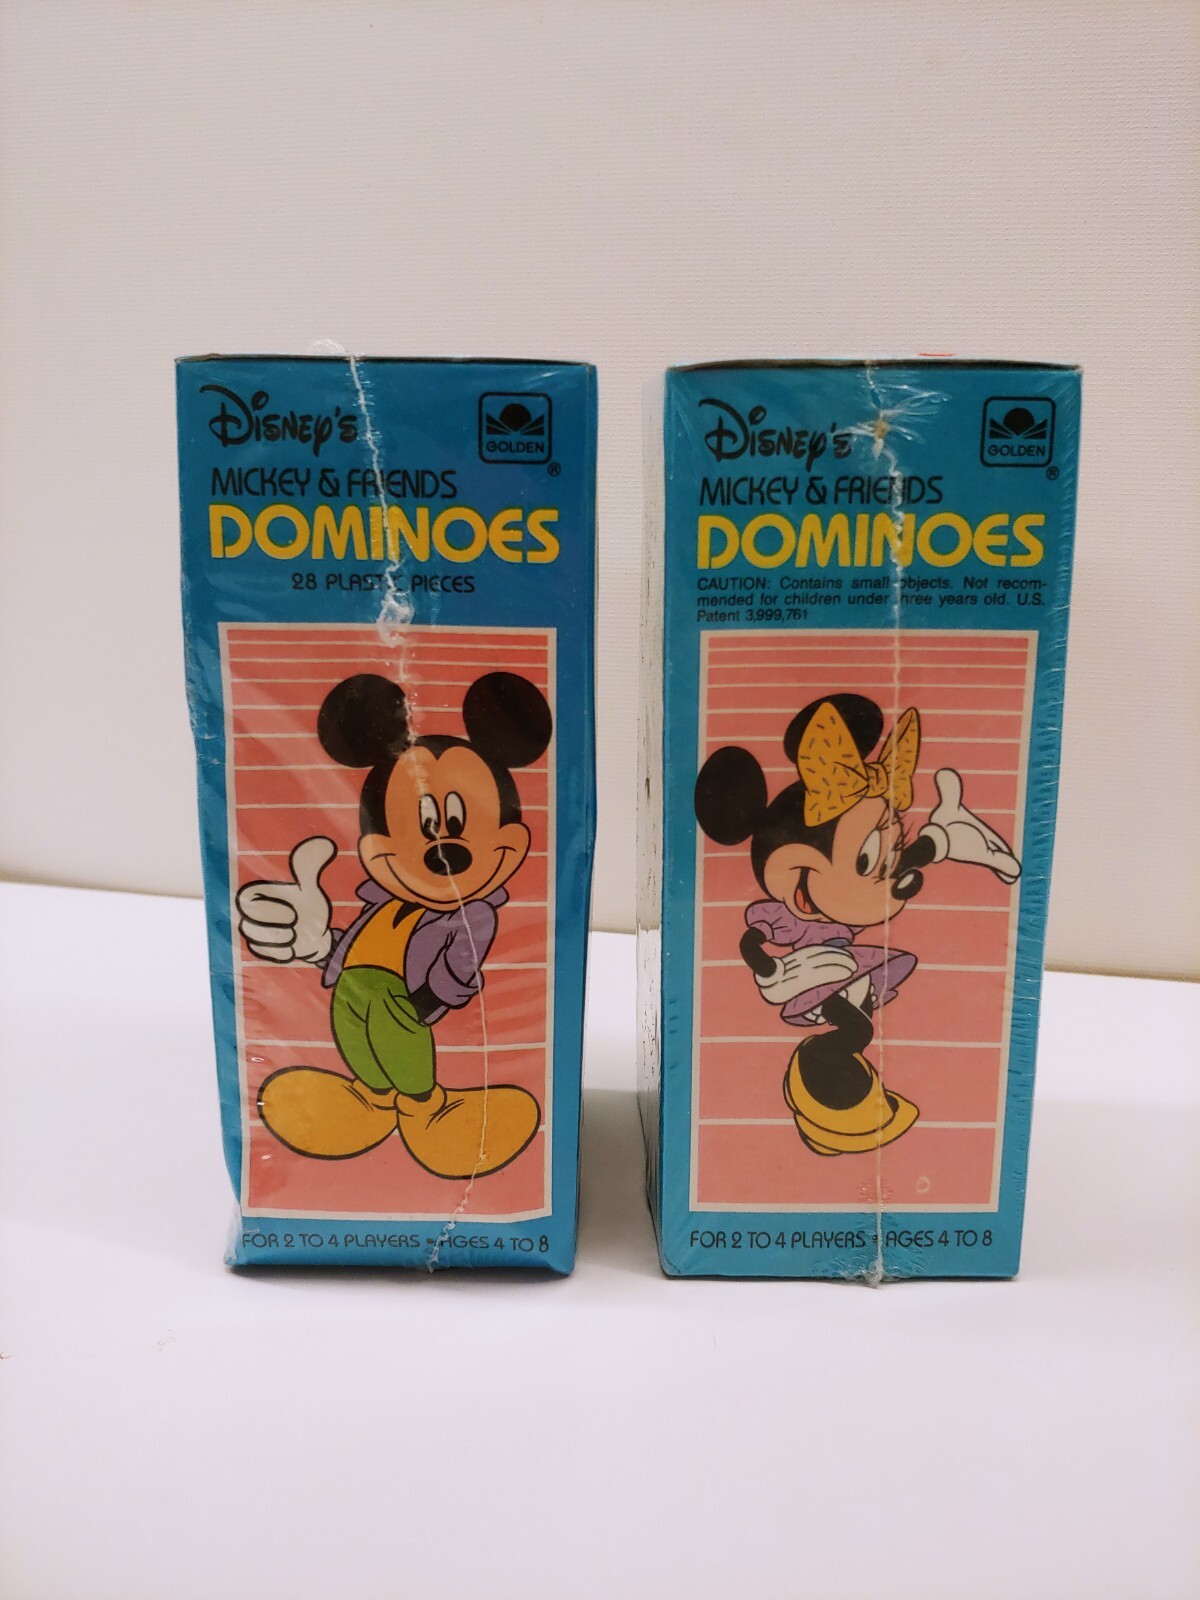 Disney's
GOLDEN
®
MICKEY & FRIENDS
DOMINOES
28 PLASTIC PIECES
FOR 2 TO 4 PLAYERS • AGES 4 TO 8
Disney's
GOLDEN
®
MICKEY & FRIENDS
DOMINOES
CAUTION: Contains small objects. Not recom-
mended for children under three years old. U.S.
Patent 3,999,761
FOR 2 TO 4 PLAYERS • AGES 4 TO 8